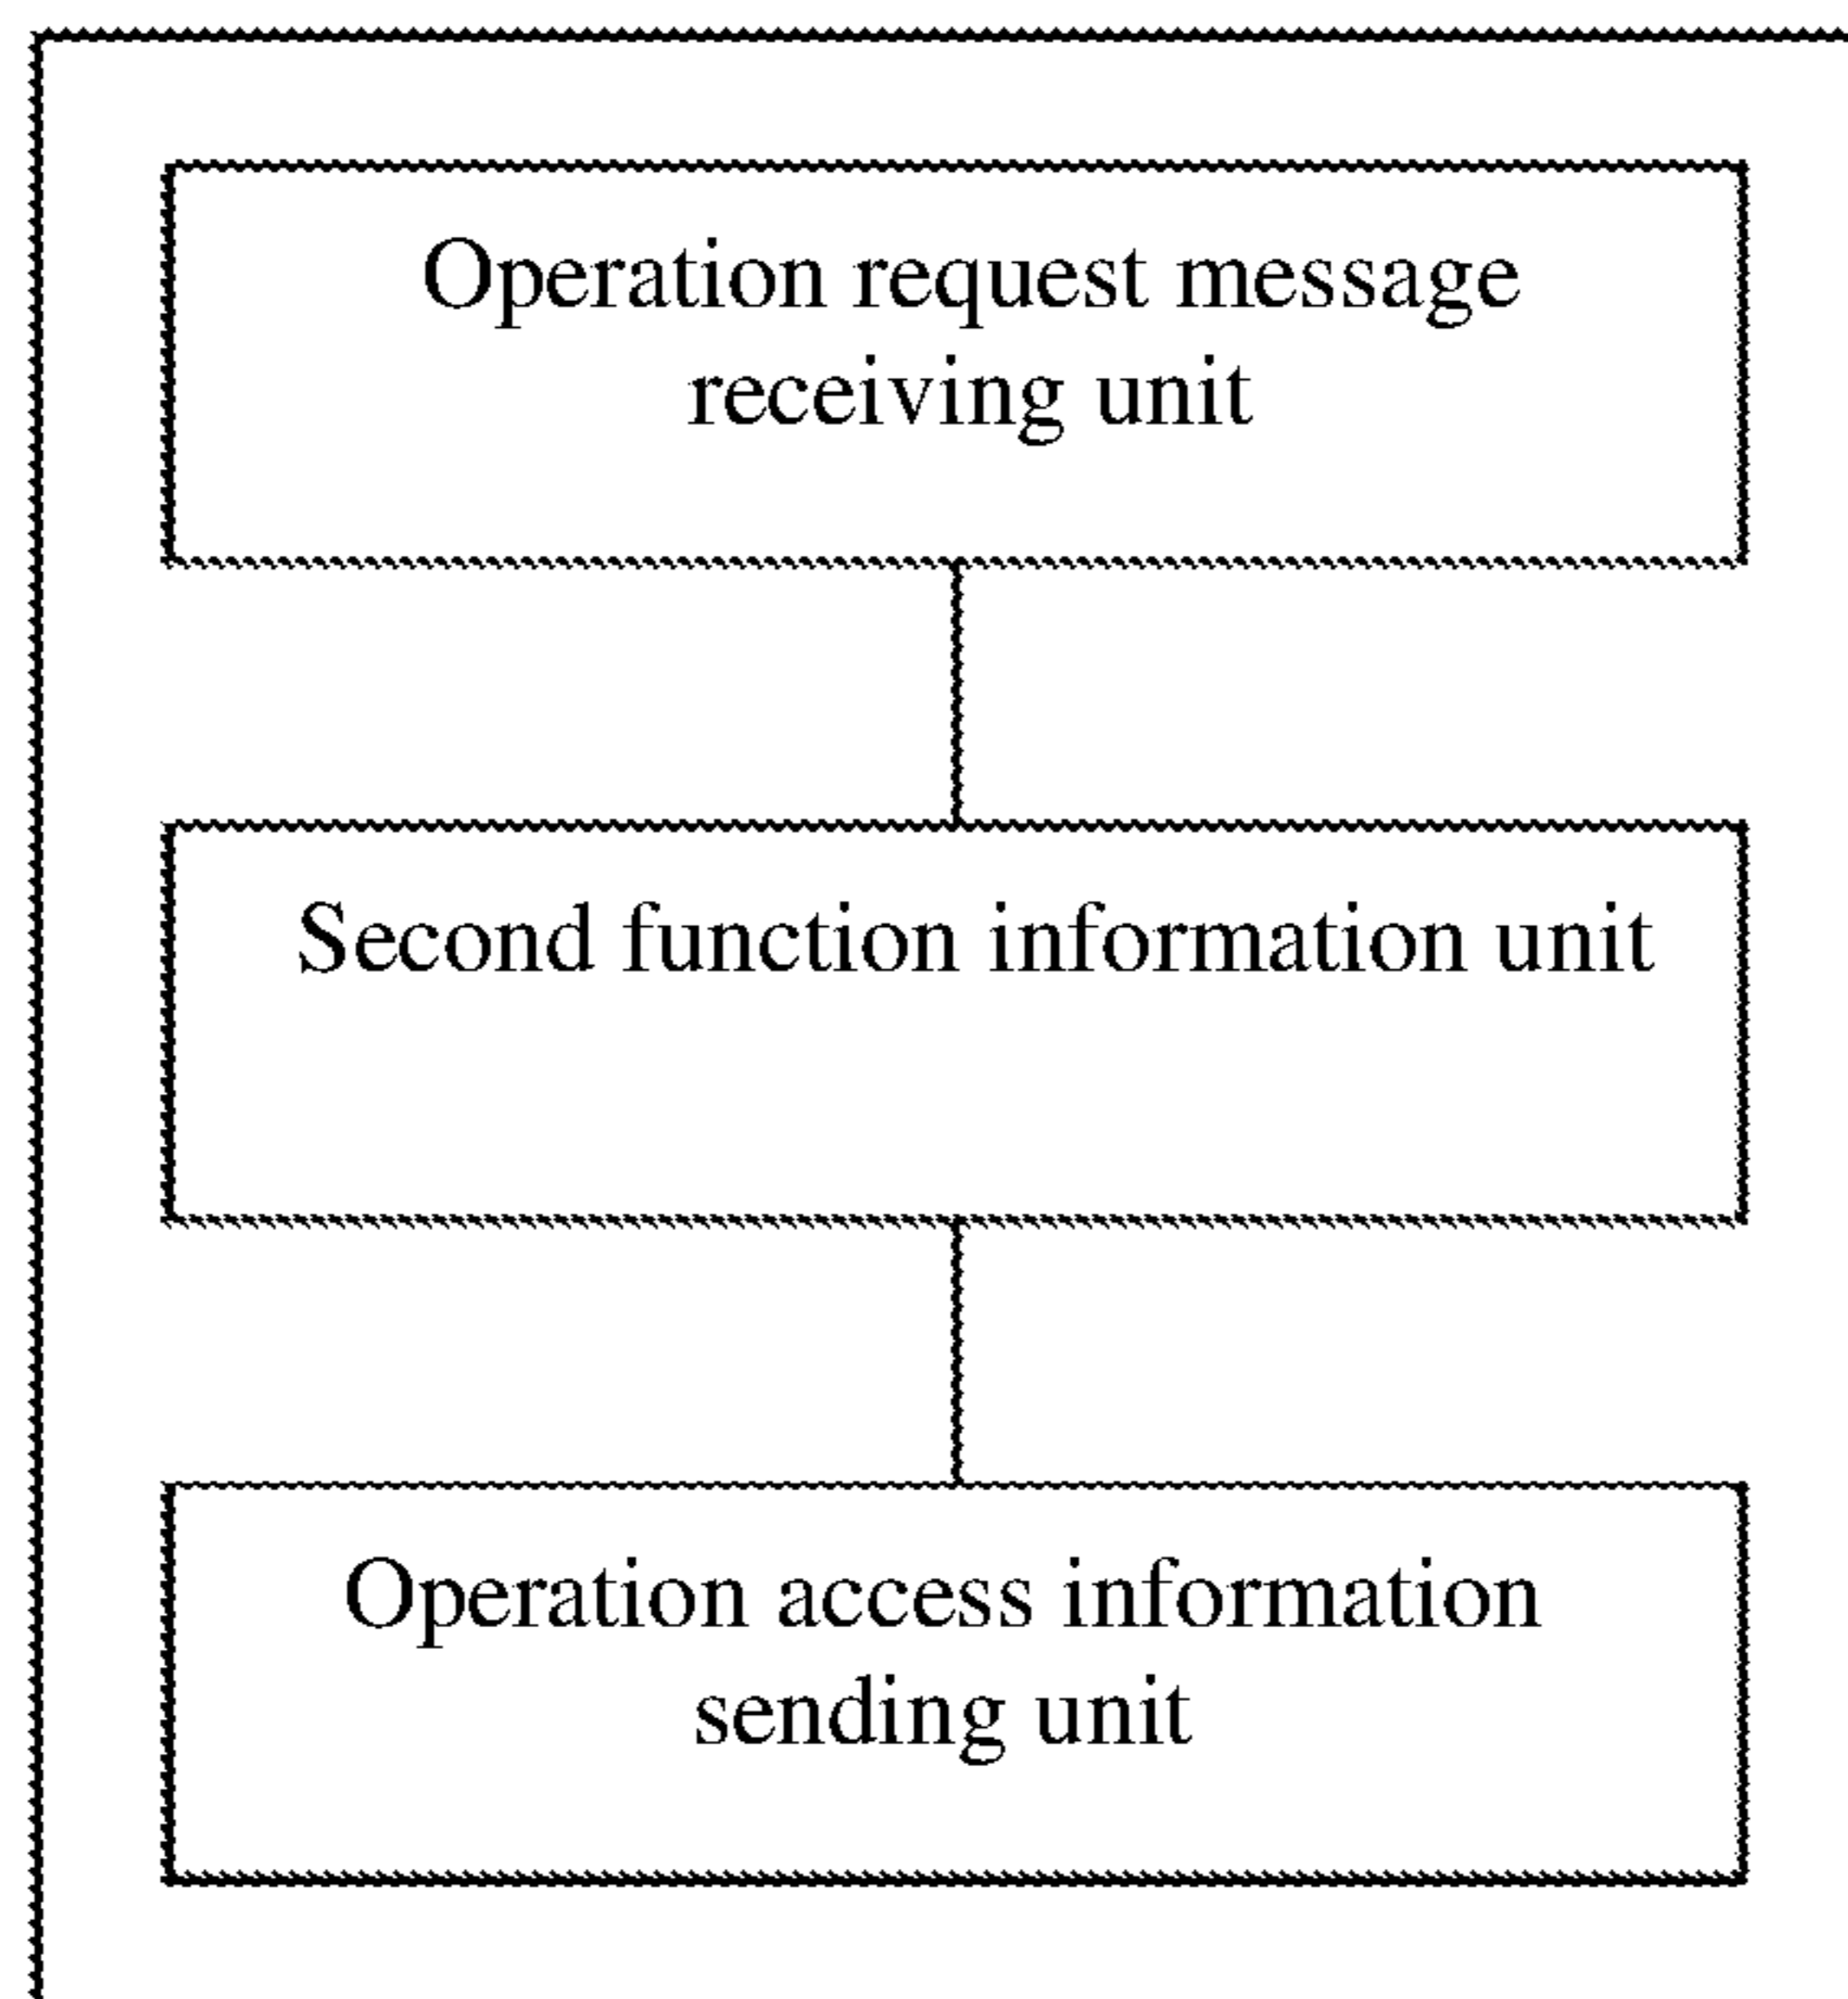 Operation request message
receiving unit
Second function information unit
Operation access information
sending unit